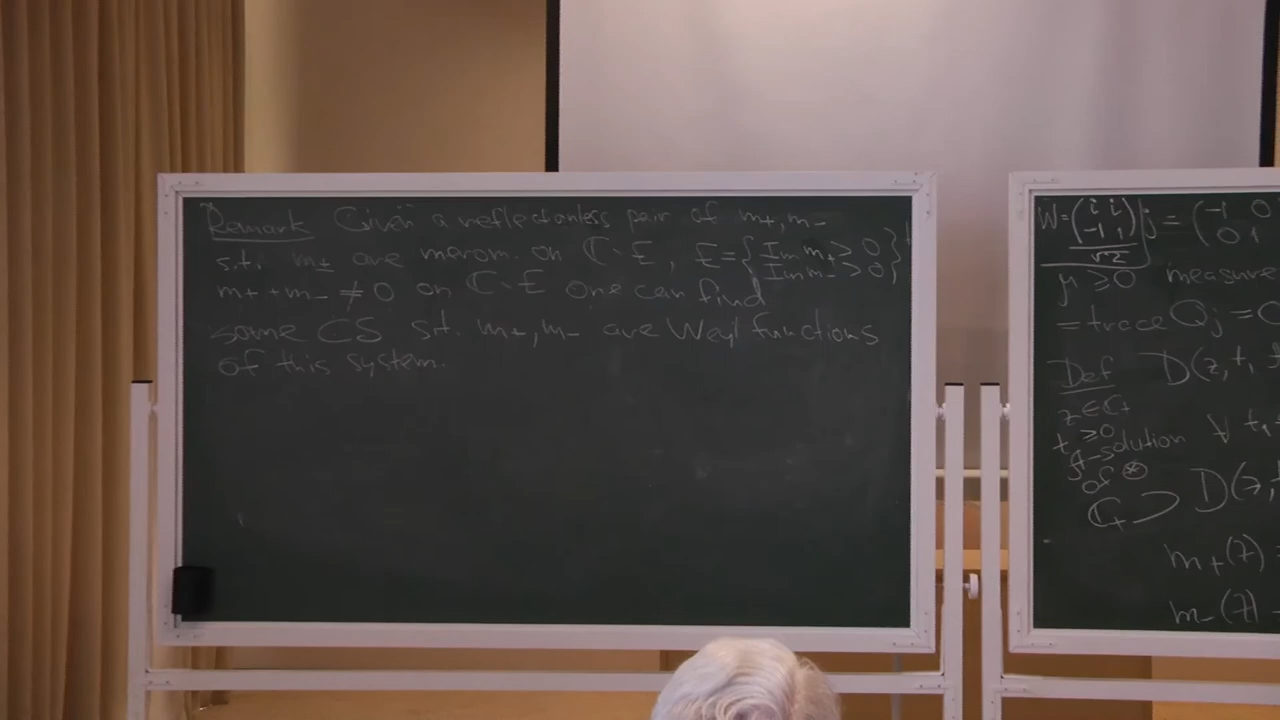 Remark Given a reflectionless pair of m+, m-
s.t. m± are merom. on ℂ∖E, E={Im m+ > 0
Im m- > 0}
m+ + m- ≠ 0 on ℂ∖E One can find
some CS s.t. m+, m- are Weyl functions
of this system.
W = (i i
-1 1)
√2
j = (-1 0
0 1
μ ≥ 0 measure
= trace Q_j = 0
Def D(z, t,
z ∈ ℂ+
t ≥ 0
solution ∀ t,
of ⊛
ℂ+ ⊃ D(z,
m+(z) =
m-(z)